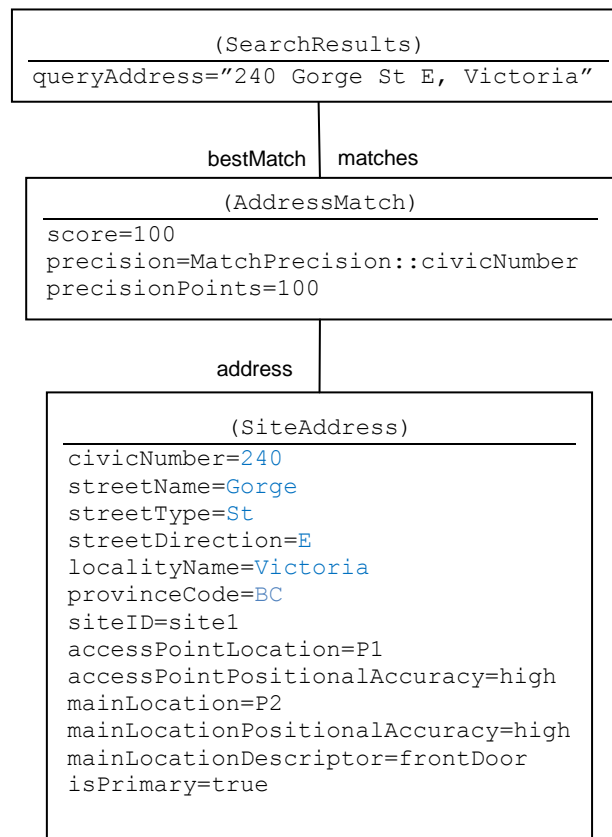 (SearchResults)
queryAddress=”240 Gorge St E, Victoria”
bestMatch matches
(AddressMatch)
score=100
precision=MatchPrecision::civicNumber
precisionPoints=100
address
(SiteAddress)
civicNumber=240
streetName=Gorge
streetType=St
streetDirection=E
localityName=Victoria
provinceCode=BC
siteID=site1
accessPointLocation=P1
accessPointPositionalAccuracy=high
mainLocation=P2
mainLocationPositionalAccuracy=high
mainLocationDescriptor=frontDoor
isPrimary=true